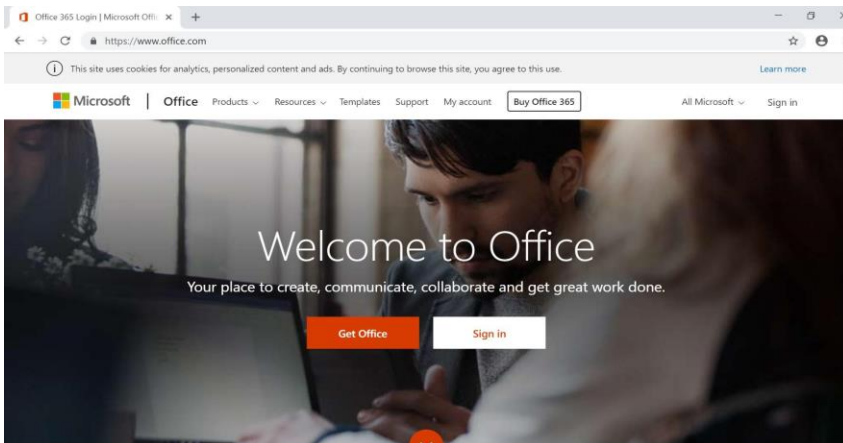 Office 365 Login | Microsoft Offi
https://www.office.com
This site uses cookies for analytics, personalized content and ads. By continuing to browse this site, you agree to this use. Learn more
Microsoft | Office Products Resources Templates Support My account Buy Office 365 All Microsoft Sign in
Welcome to Office
Your place to create, communicate, collaborate and get great work done.
Get Office Sign in